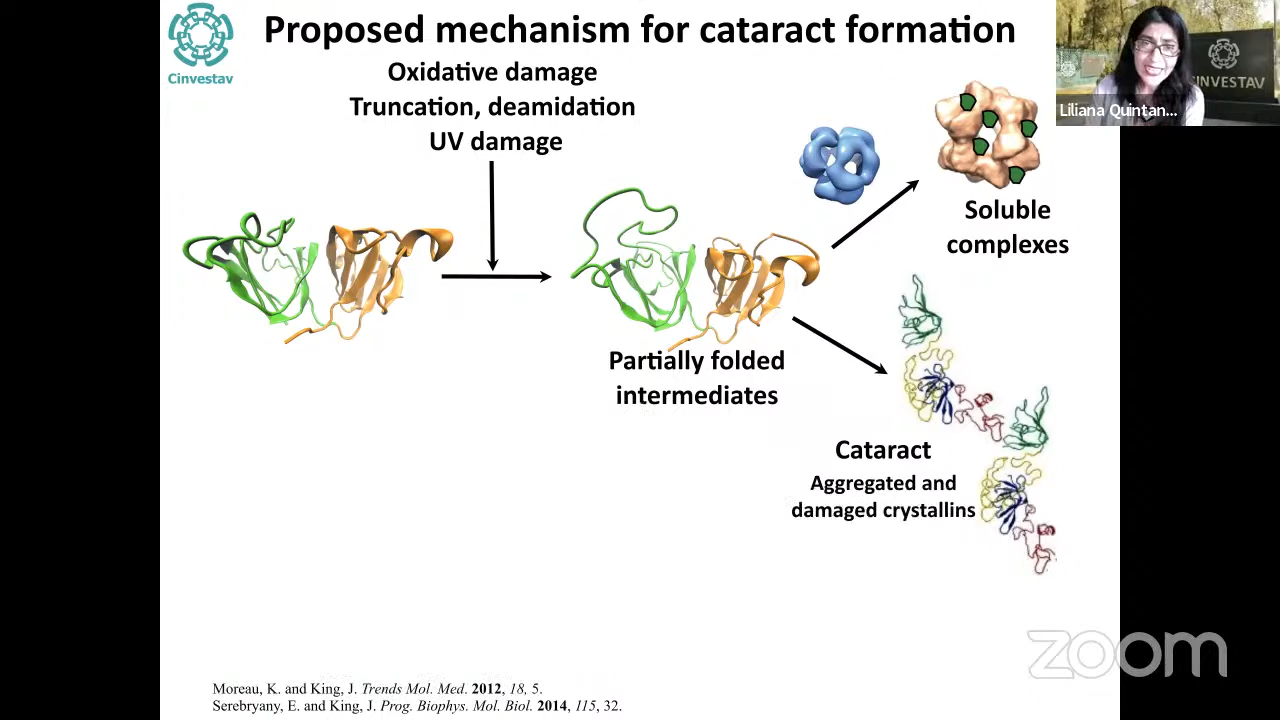 Proposed mechanism for cataract formation
Cinvestav
Oxidative damage
Truncation, deamidation
UV damage
CINVESTAV
Liliana Quintan...
Soluble
complexes
Partially folded
intermediates
Cataract
Aggregated and
damaged crystallins
zoom
Moreau, K. and King, J. Trends Mol. Med. 2012, 18. 5.
Serebryany, E. and King, J. Prog. Biophys. Mol. Biol. 2014, 115, 32.